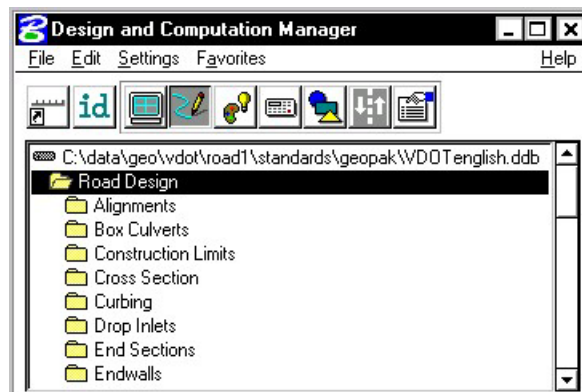 Design and Computation Manager
File Edit Settings Favorites Help
id
C:\data\geo\vdot\road1\standards\geopak\VDOTenglish.ddb
Road Design
Alignments
Box Culverts
Construction Limits
Cross Section
Curbing
Drop Inlets
End Sections
Endwalls